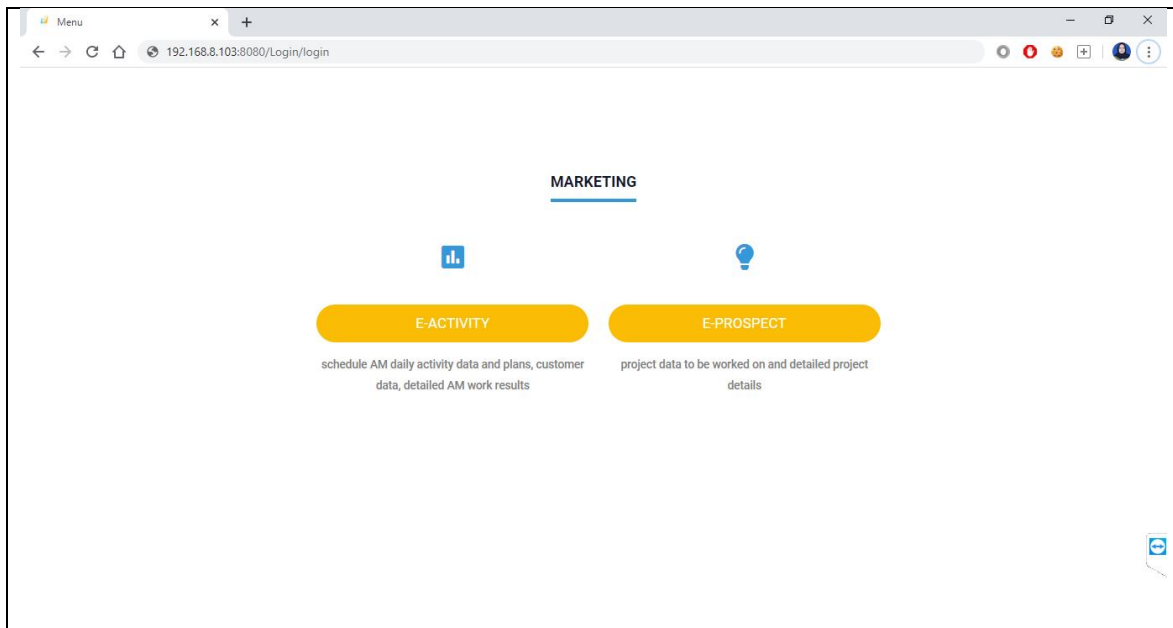 Menu
192.168.8.103:8080/Login/login
MARKETING
E-ACTIVITY
E-PROSPECT
schedule AM daily activity data and plans, customer
data, detailed AM work results
project data to be worked on and detailed project
details